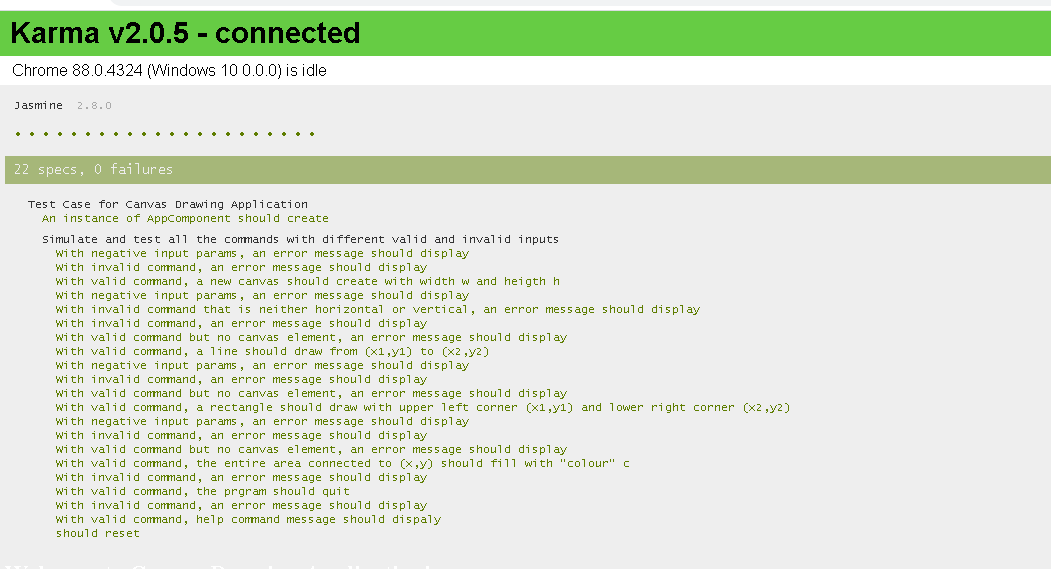 Karma v2.0.5 - connected
Chrome 88.0.4324 (Windows 10 0.0.0) is idle
Jasmine 2.8.0
• • • • • • • • • • • • • • • • • • • • • •
22 specs, 0 failures
Test Case for Canvas Drawing Application
An instance of AppComponent should create
Simulate and test all the commands with different valid and invalid inputs
With negative input params, an error message should display
With invalid command, an error message should display
With valid command, a new canvas should create with width w and heigth h
With negative input params, an error message should display
With invalid command that is neither horizontal or vertical, an error message should display
With invalid command, an error message should display
With valid command but no canvas element, an error message should display
With valid command, a line should draw from (x1,y1) to (x2,y2)
With negative input params, an error message should display
With invalid command, an error message should display
With valid command but no canvas element, an error message should display
With valid command, a rectangle should draw with upper left corner (x1,y1) and lower right corner (x2,y2)
With negative input params, an error message should display
With invalid command, an error message should display
With valid command but no canvas element, an error message should display
With valid command, the entire area connected to (x,y) should fill with "colour" c
With invalid command, an error message should display
With valid command, the prgram should quit
With invalid command, an error message should display
With valid command, help command message should dispaly
should reset